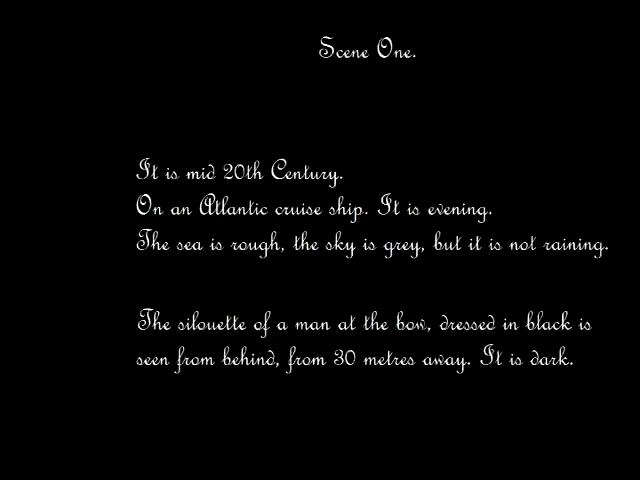 Scene One.
It is mid 20th Century.
On an Atlantic cruise ship. It is evening.
The sea is rough, the sky is grey, but it is not raining.
The silouette of a man at the bow, dressed in black is
seen from behind, from 30 metres away. It is dark.